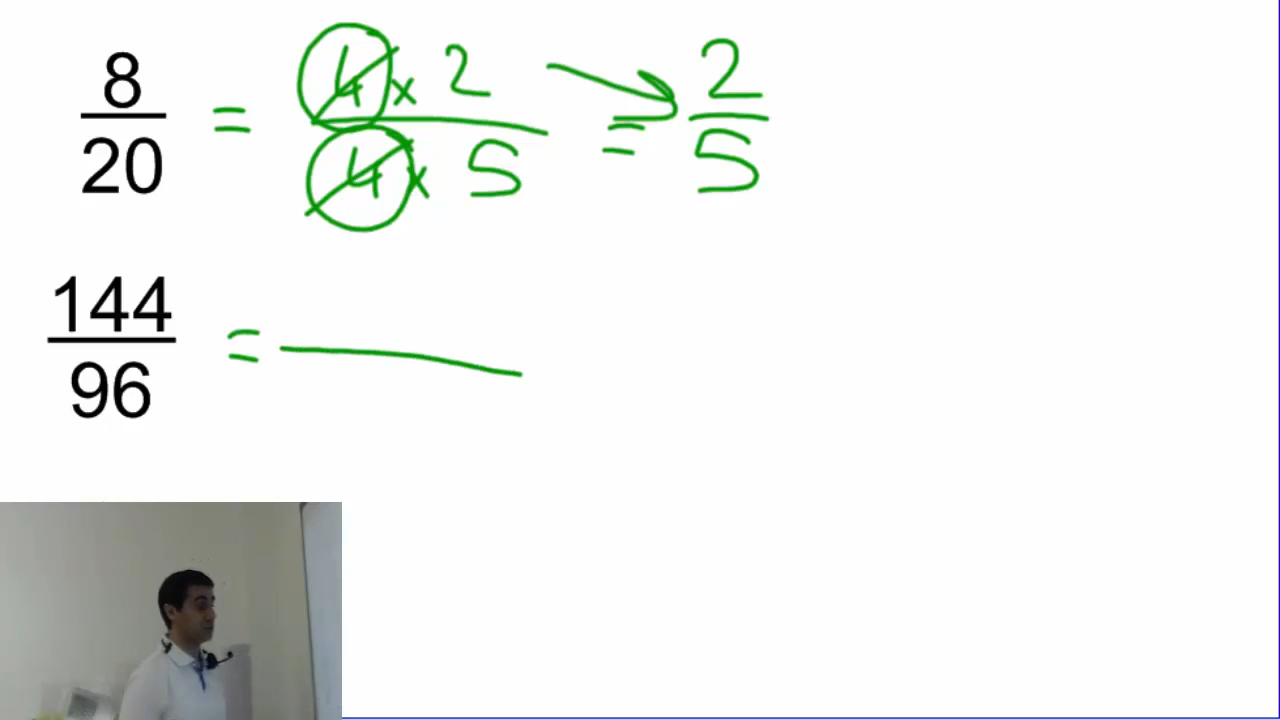 8/20 = 4 x 2 / 4 x 5 = 2/5
144/96 =